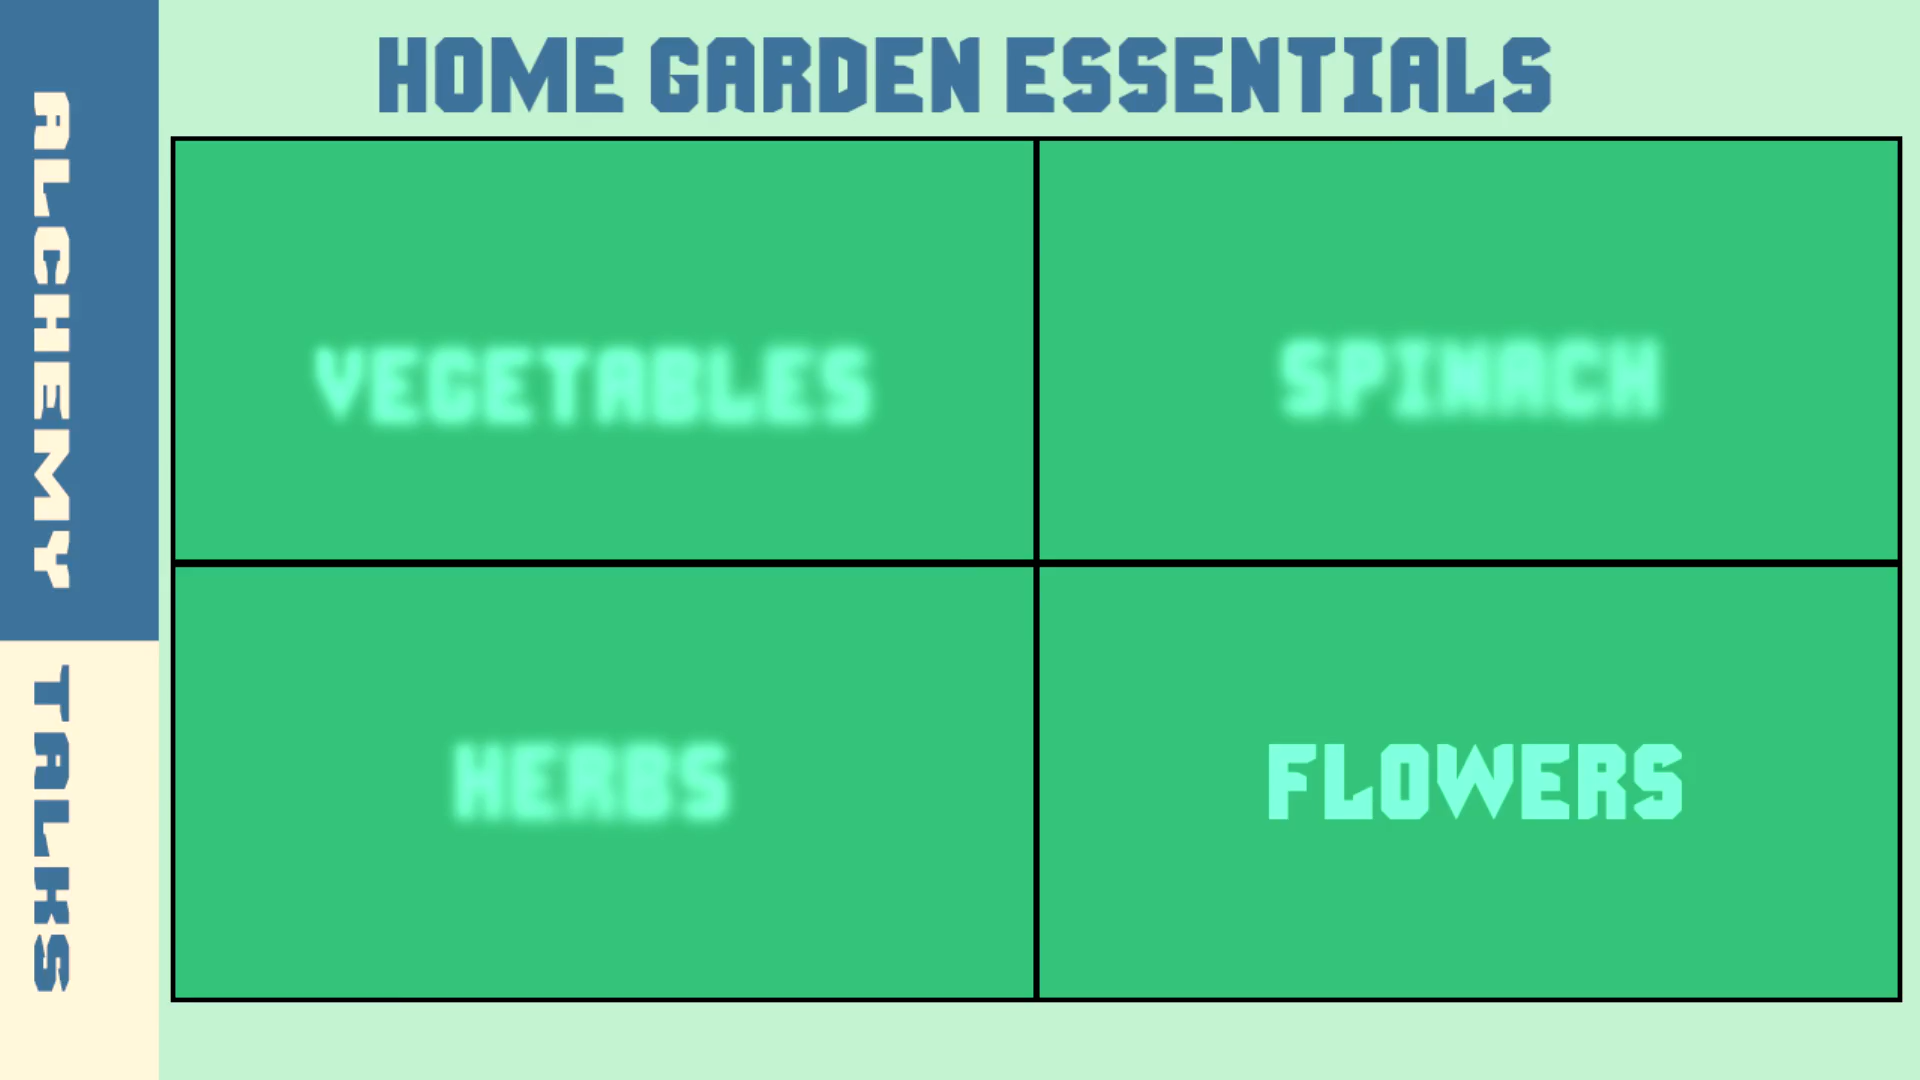 HOME GARDEN ESSENTIALS
ALCHEMY TALKS
VEGETABLES
SPINACH
HERBS
FLOWERS